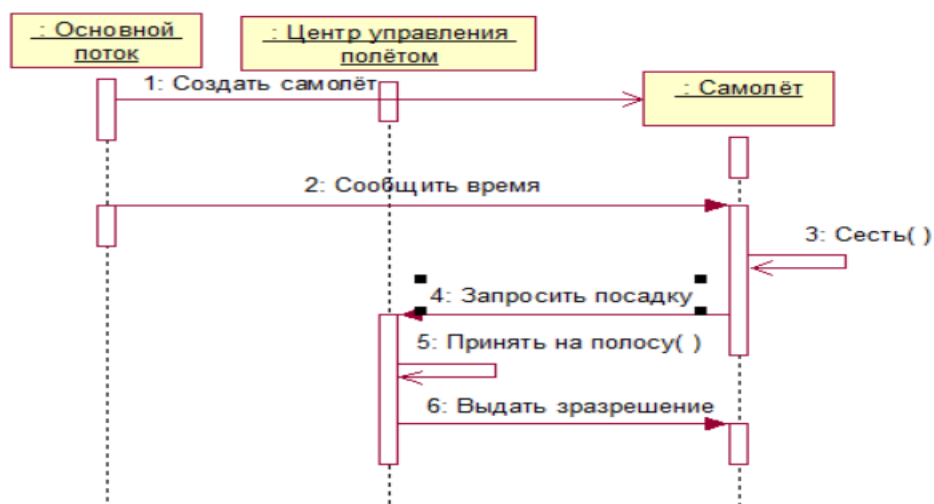 : Основной
поток
: Центр управления
полётом
: Самолёт
1: Создать самолёт
2: Сообщить время
3: Сесть( )
4: Запросить посадку
5: Принять на полосу( )
6: Выдать зразрешение